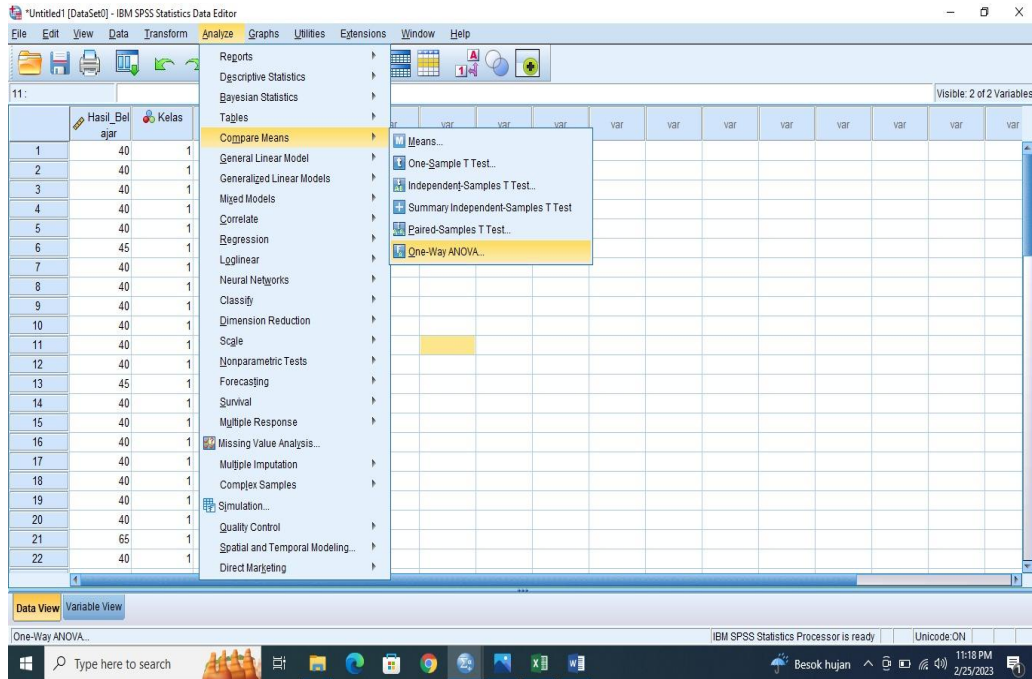 *Untitled1 [DataSet0] - IBM SPSS Statistics Data Editor
File Edit View Data Transform Analyze Graphs Utilities Extensions Window Help
11 :
Visible: 2 of 2 Variables
Hasil_Bel
ajar
Kelas
var var var var var var var var var var
1 40 1
2 40 1
3 40 1
4 40 1
5 40 1
6 45 1
7 40 1
8 40 1
9 40 1
10 40 1
11 40 1
12 40 1
13 45 1
14 40 1
15 40 1
16 40 1
17 40 1
18 40 1
19 40 1
20 40 1
21 65 1
22 40 1
Reports
Descriptive Statistics
Bayesian Statistics
Tables
Compare Means
General Linear Model
Generalized Linear Models
Mixed Models
Correlate
Regression
Loglinear
Neural Networks
Classify
Dimension Reduction
Scale
Nonparametric Tests
Forecasting
Survival
Multiple Response
Missing Value Analysis...
Multiple Imputation
Complex Samples
Simulation...
Quality Control
Spatial and Temporal Modeling...
Direct Marketing
Means...
One-Sample T Test...
Independent-Samples T Test...
Summary Independent-Samples T Test
Paired-Samples T Test...
One-Way ANOVA...
Data View Variable View
One-Way ANOVA...
IBM SPSS Statistics Processor is ready
Unicode:ON
Type here to search
Besok hujan
11:18 PM
2/25/2023